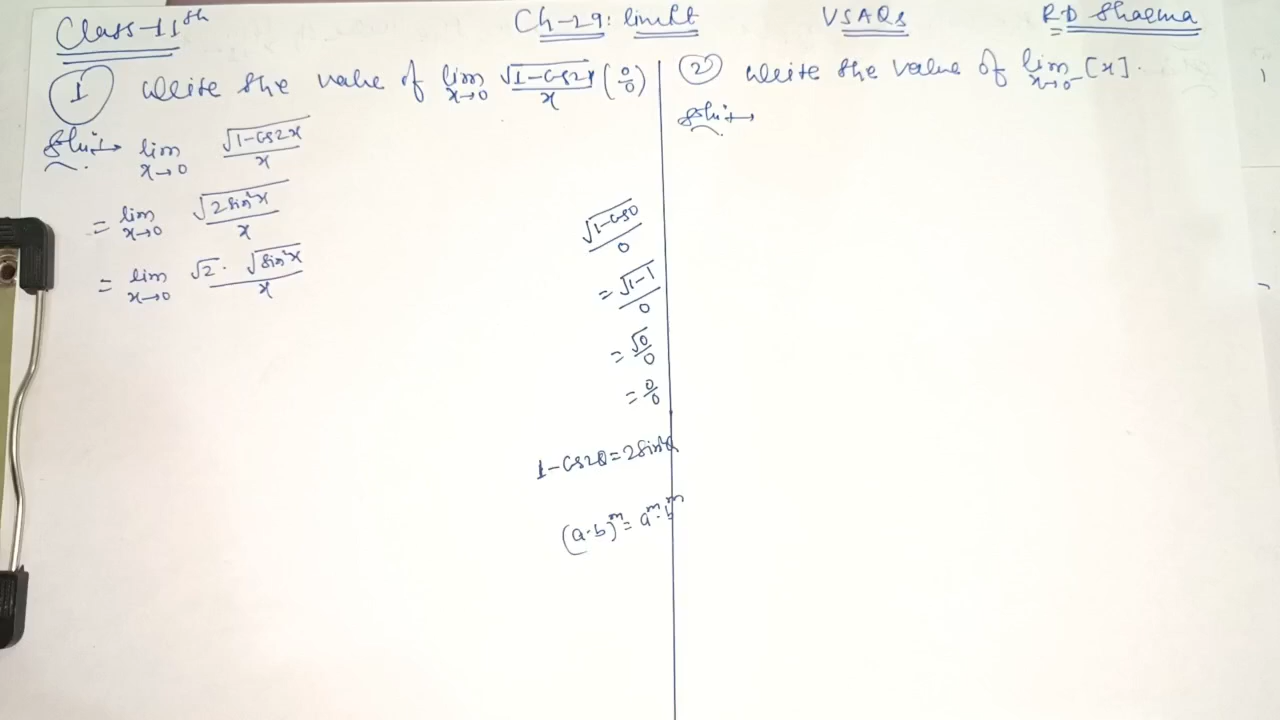 Class-11th Ch-29: limit VSAQs RD Sharma
① Write the value of lim x→0 √(1-cos2x)/x (0/0)
Soln:→ lim x→0 √(1-cos2x)/x
= lim x→0 √(2sin²x)/x
= lim x→0 √2·√(sin²x)/x
√(1-cos0)/0
= √(1-1)/0
= √0/0
= 0/0
1-cos2θ=2sin²θ
(a·b)^m = a^m·b^m
② Write the value of lim x→0⁻ [x].
Soln:→